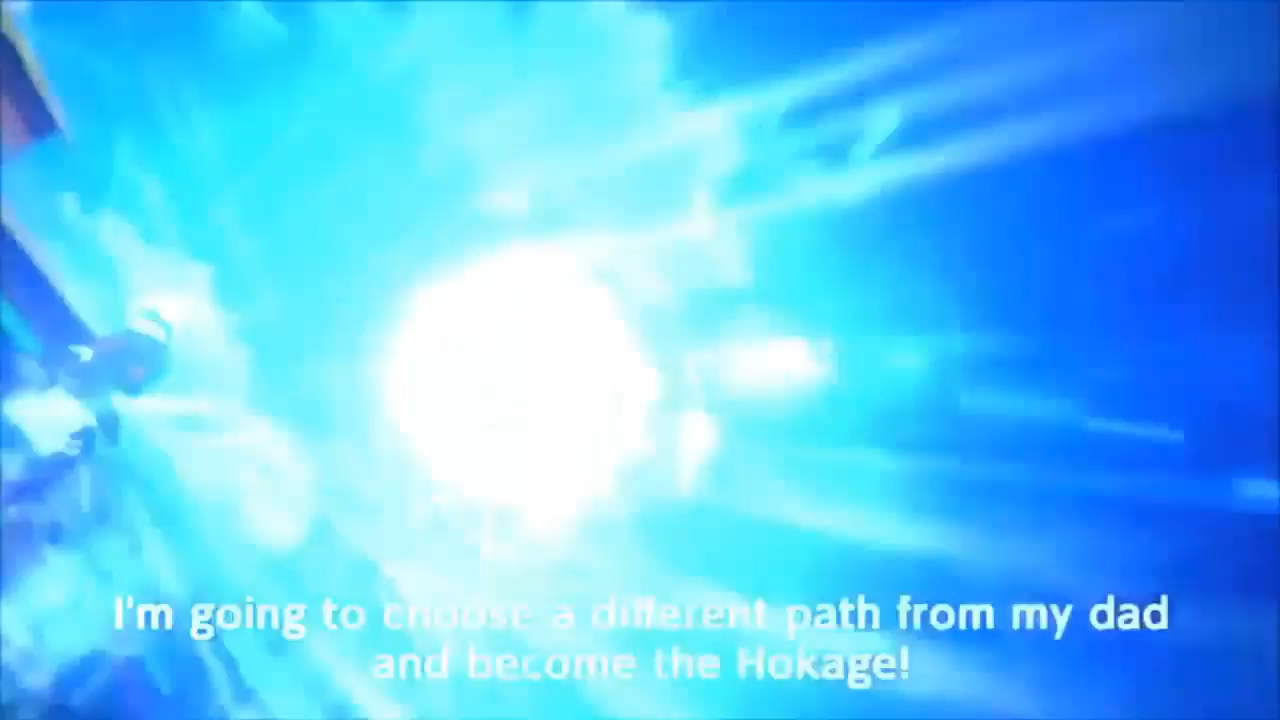 I'm going to choose a different path from my dad
and become the Hokage!